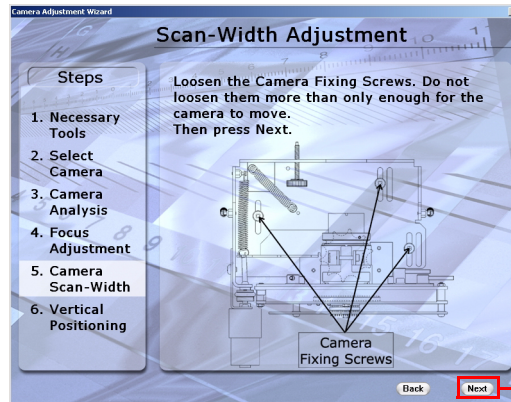 Camera Adjustment Wizard
Scan-Width Adjustment
Steps
1. Necessary
Tools
2. Select
Camera
3. Camera
Analysis
4. Focus
Adjustment
5. Camera
Scan-Width
6. Vertical
Positioning
Loosen the Camera Fixing Screws. Do not
loosen them more than only enough for the
camera to move.
Then press Next.
Camera
Fixing Screws
Back
Next